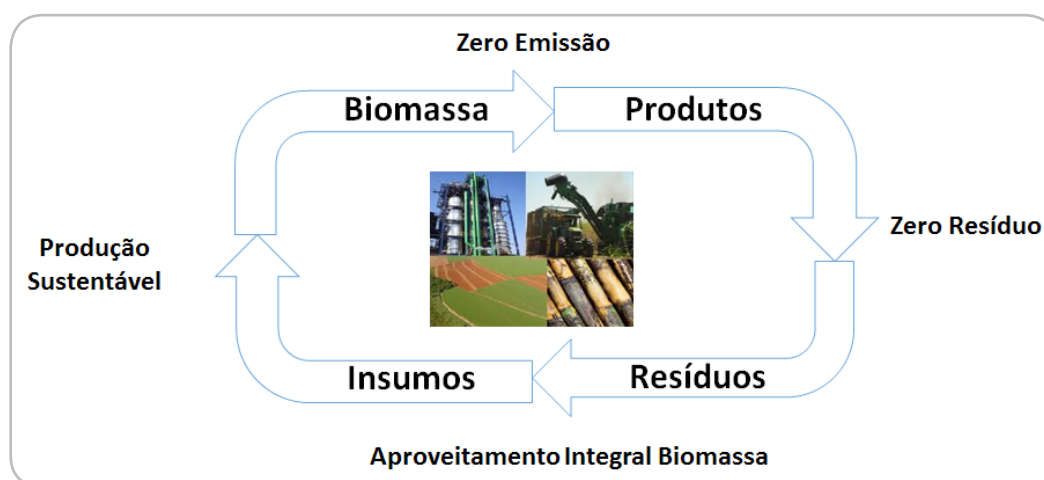 Zero Emissão
Biomassa
Produtos
Zero Resíduo
Produção
Sustentável
Insumos
Resíduos
Aproveitamento Integral Biomassa